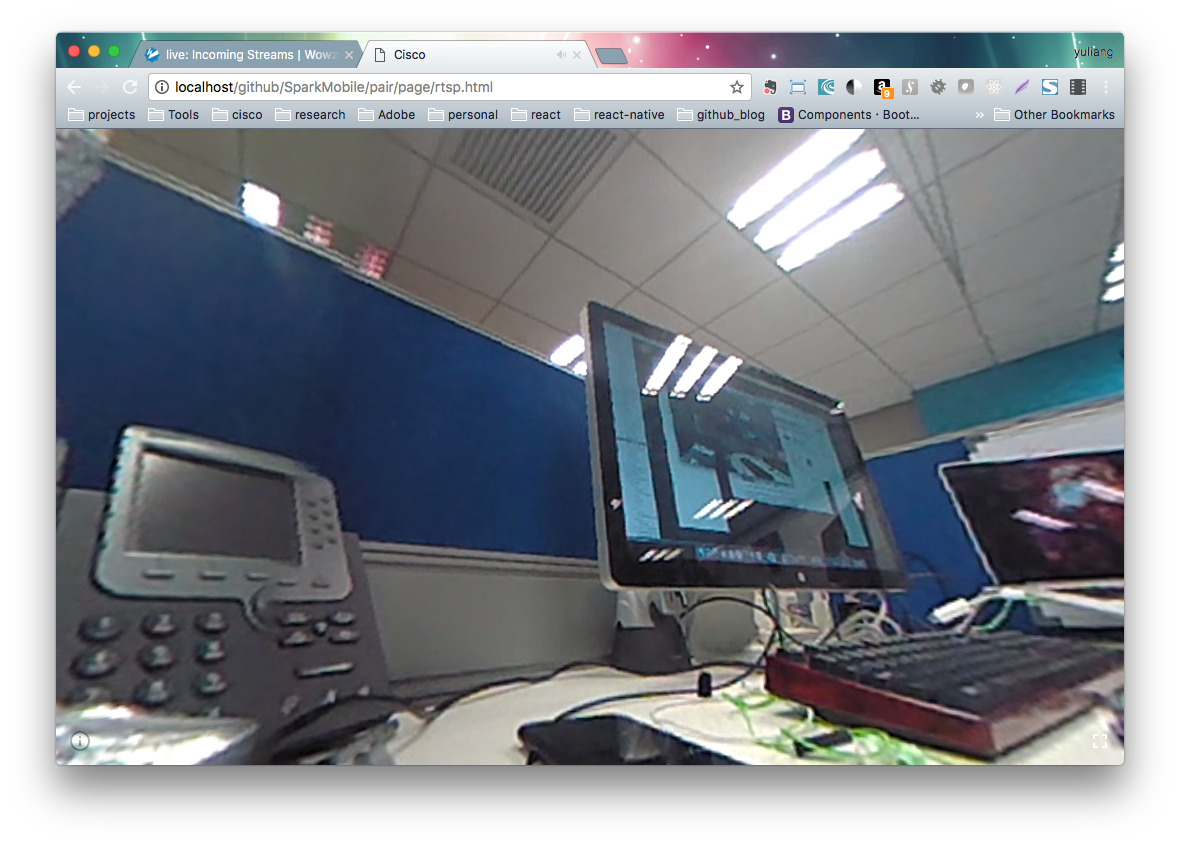 live: Incoming Streams | Wowz
Cisco
yuliang
localhost/github/SparkMobile/pair/page/rtsp.html
a
9
S
projects
Tools
cisco
research
Adobe
personal
react
react-native
github_blog
B
Components · Boot...
»
Other Bookmarks